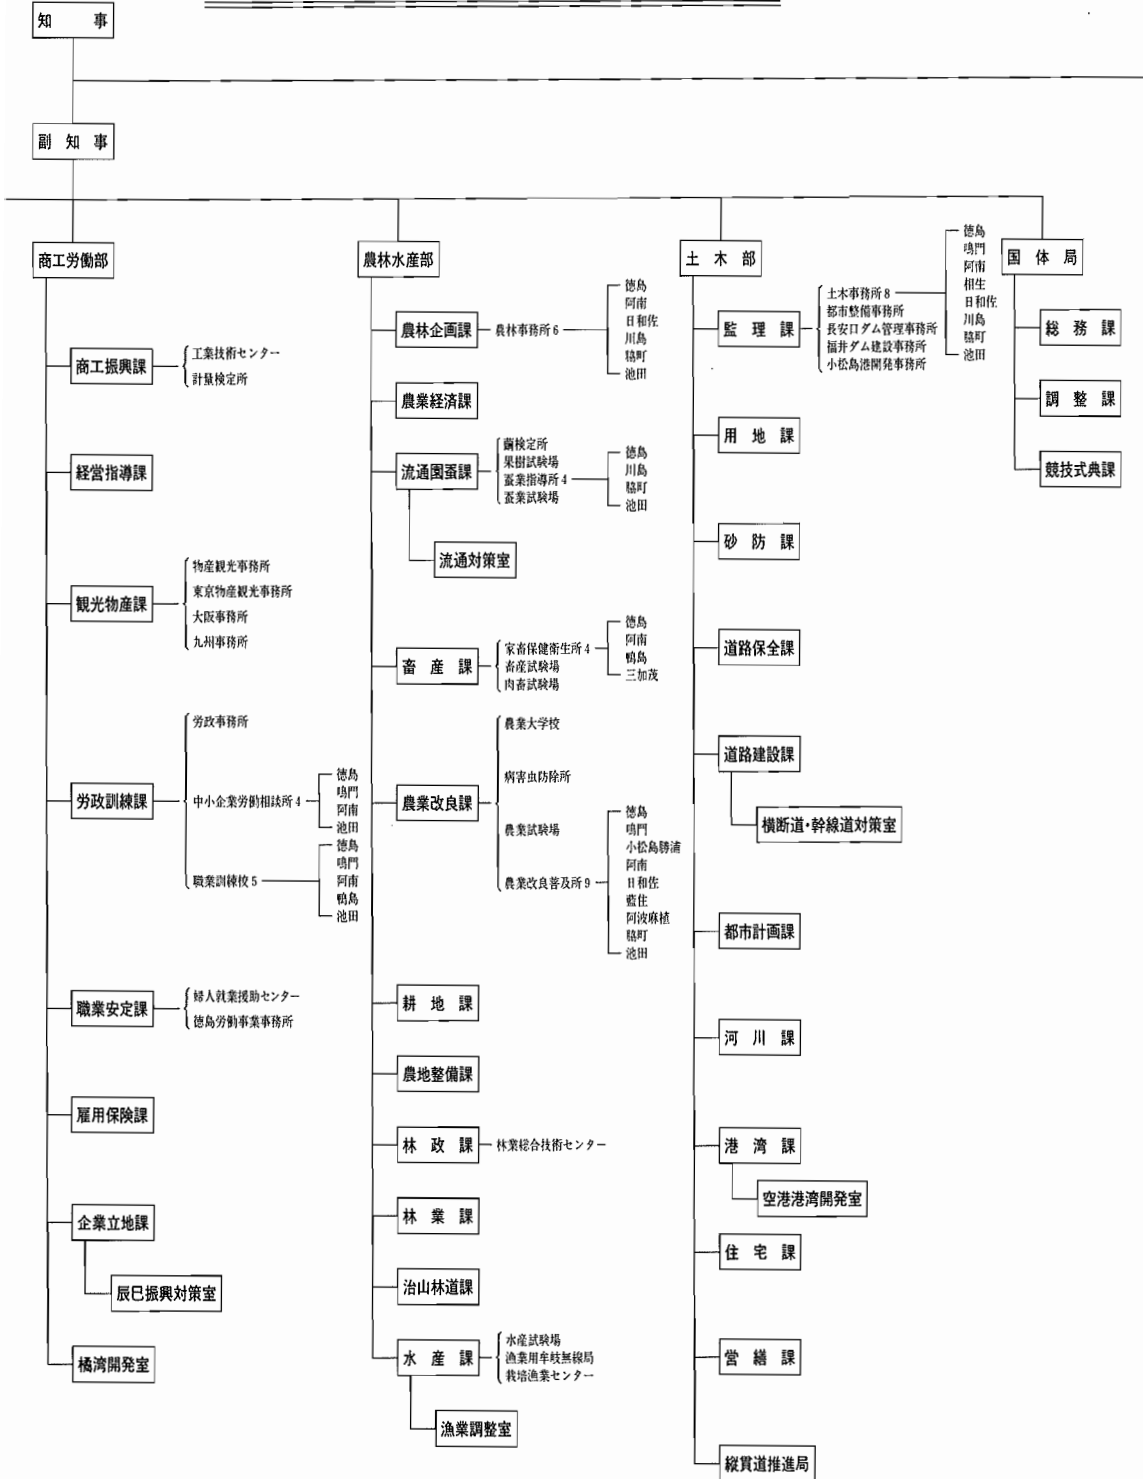 知事
副知事
商工労働部
商工振興課
工業技術センター
計量検定所
経営指導課
観光物産課
物産観光事務所
東京物産観光事務所
大阪事務所
九州事務所
労政訓練課
労政事務所
中小企業労働相談所4
徳島
鳴門
阿南
池田
職業訓練校5
徳島
鳴門
阿南
鴨島
池田
職業安定課
婦人就業援助センター
徳島労働事業事務所
雇用保険課
企業立地課
辰巳振興対策室
橘湾開発室
農林水産部
農林企画課
農林事務所6
徳島
阿南
日和佐
川島
脇町
池田
農業経済課
流通園蚕課
繭検定所
果樹試験場
蚕業指導所4
徳島
川島
脇町
池田
蚕業試験場
流通対策室
畜産課
家畜保健衛生所4
徳島
阿南
鴨島
三加茂
畜産試験場
肉畜試験場
農業改良課
農業大学校
病害虫防除所
農業試験場
農業改良普及所9
徳島
鳴門
小松島勝浦
阿南
日和佐
藍住
阿波麻植
脇町
池田
耕地課
農地整備課
林政課
林業総合技術センター
林業課
治山林道課
水産課
水産試験場
漁業用牟岐無線局
栽培漁業センター
漁業調整室
土木部
監理課
土木事務所8
徳島
鳴門
阿南
相生
日和佐
川島
脇町
池田
都市整備事務所
長安口ダム管理事務所
福井ダム建設事務所
小松島港開発事務所
用地課
砂防課
道路保全課
道路建設課
横断道・幹線道対策室
都市計画課
河川課
港湾課
空港港湾開発室
住宅課
営繕課
縦貫道推進局
国体局
総務課
調整課
競技式典課